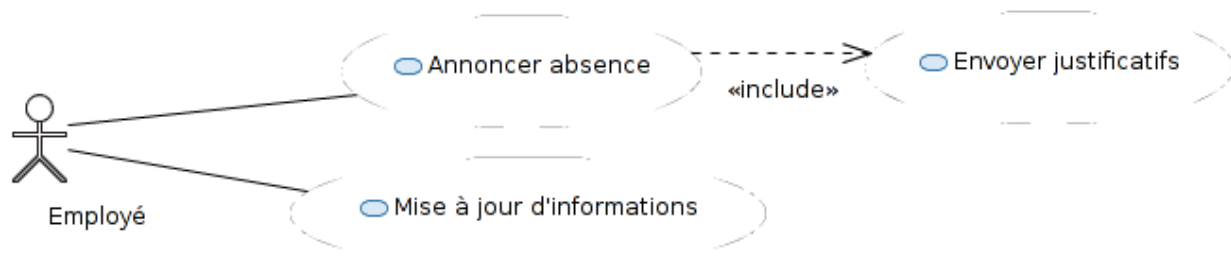 Annoncer absence
«include»
Envoyer justificatifs
Mise à jour d'informations
Employé